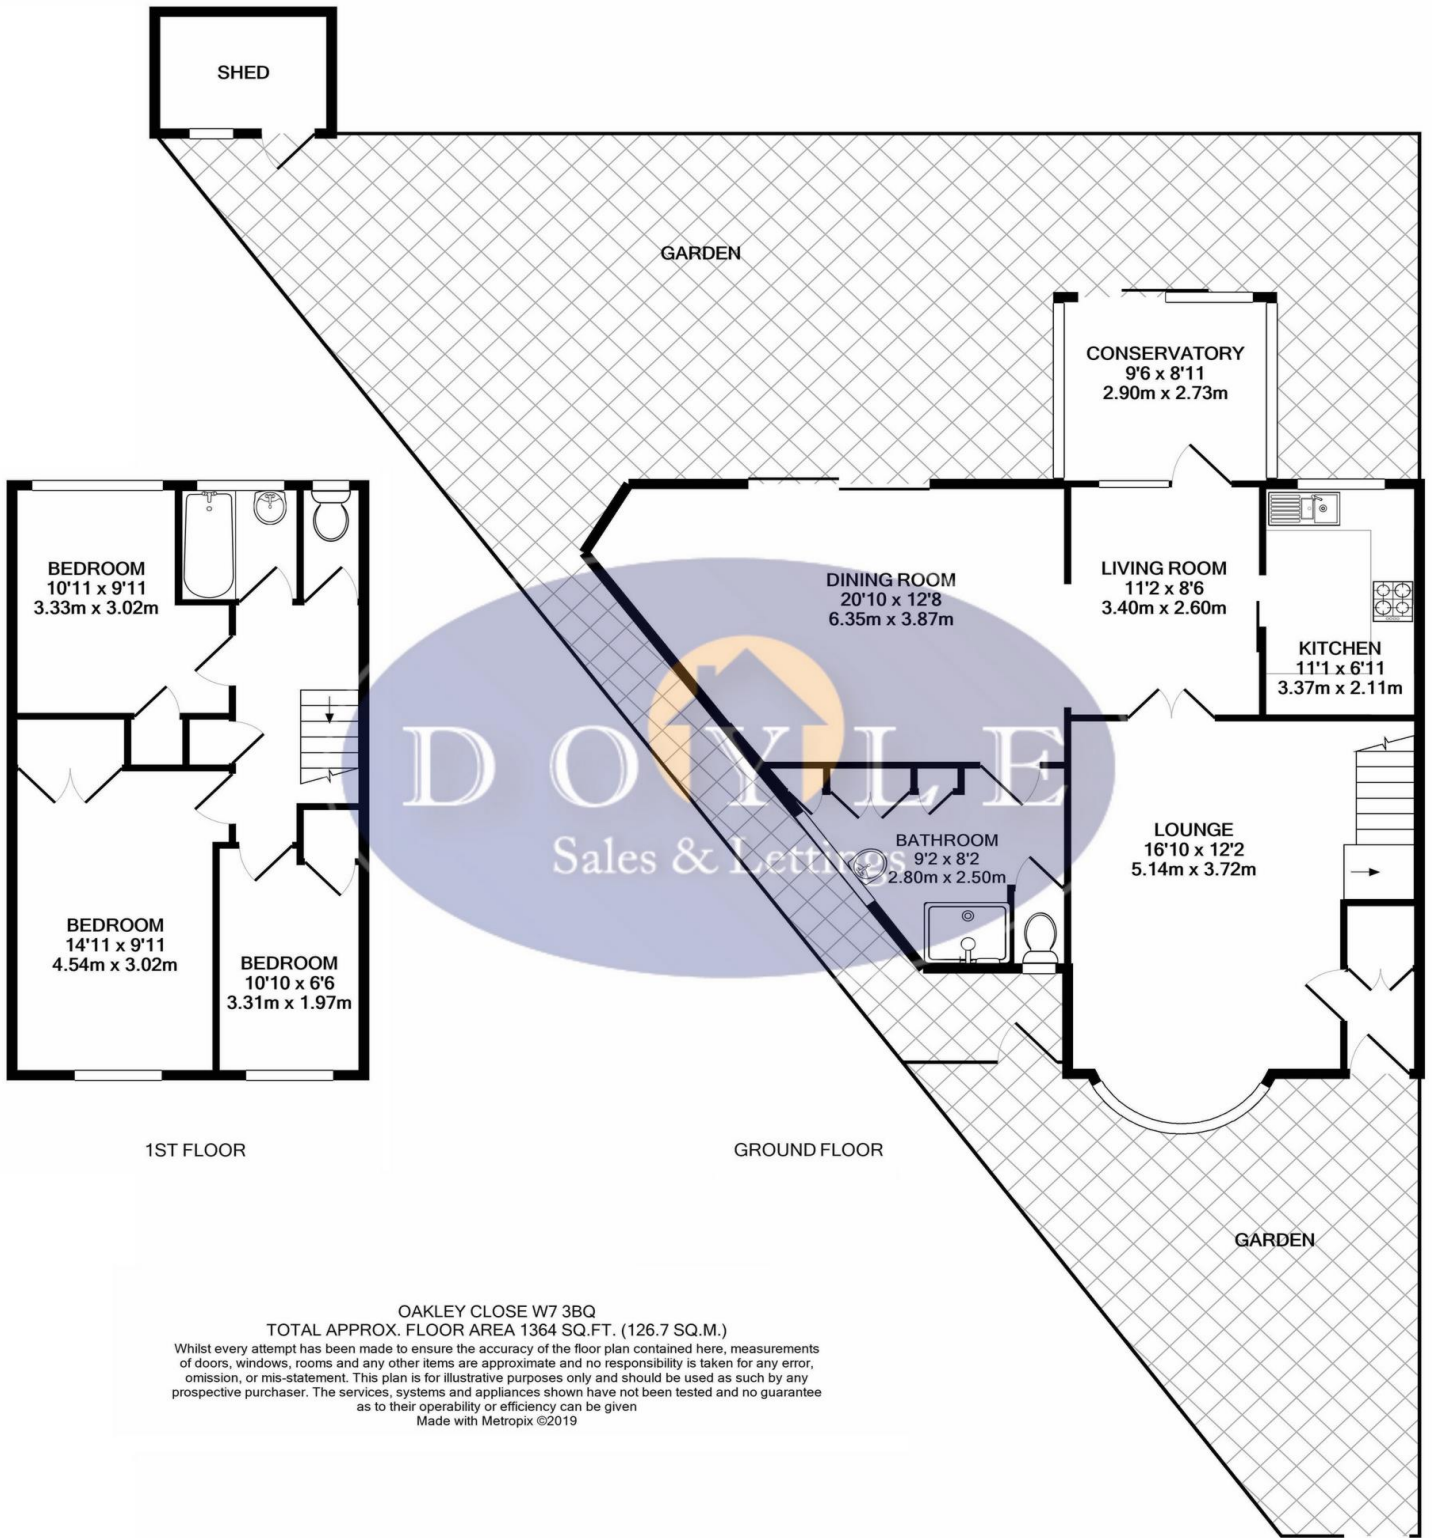 SHED
GARDEN
CONSERVATORY
9'6 x 8'11
2.90m x 2.73m
BEDROOM
10'11 x 9'11
3.33m x 3.02m
DINING ROOM
20'10 x 12'8
6.35m x 3.87m
LIVING ROOM
11'2 x 8'6
3.40m x 2.60m
KITCHEN
11'1 x 6'11
3.37m x 2.11m
DOYLE
Sales & Lettings
BATHROOM
9'2 x 8'2
2.80m x 2.50m
LOUNGE
16'10 x 12'2
5.14m x 3.72m
BEDROOM
14'11 x 9'11
4.54m x 3.02m
BEDROOM
10'10 x 6'6
3.31m x 1.97m
1ST FLOOR
GROUND FLOOR
GARDEN
OAKLEY CLOSE W7 3BQ
TOTAL APPROX. FLOOR AREA 1364 SQ.FT. (126.7 SQ.M.)
Whilst every attempt has been made to ensure the accuracy of the floor plan contained here, measurements
of doors, windows, rooms and any other items are approximate and no responsibility is taken for any error,
omission, or mis-statement. This plan is for illustrative purposes only and should be used as such by any
prospective purchaser. The services, systems and appliances shown have not been tested and no guarantee
as to their operability or efficiency can be given
Made with Metropix ©2019